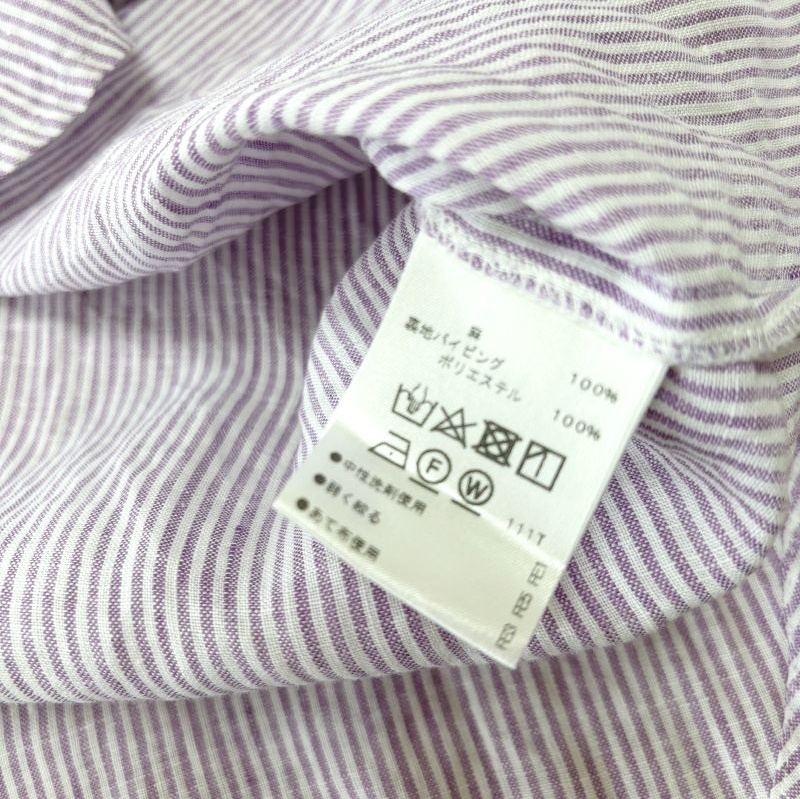 麻 100%
裏地パイピング
ポリエステル 100%
F W
●中性洗剤使用
●軽く絞る
●あて布使用
111T